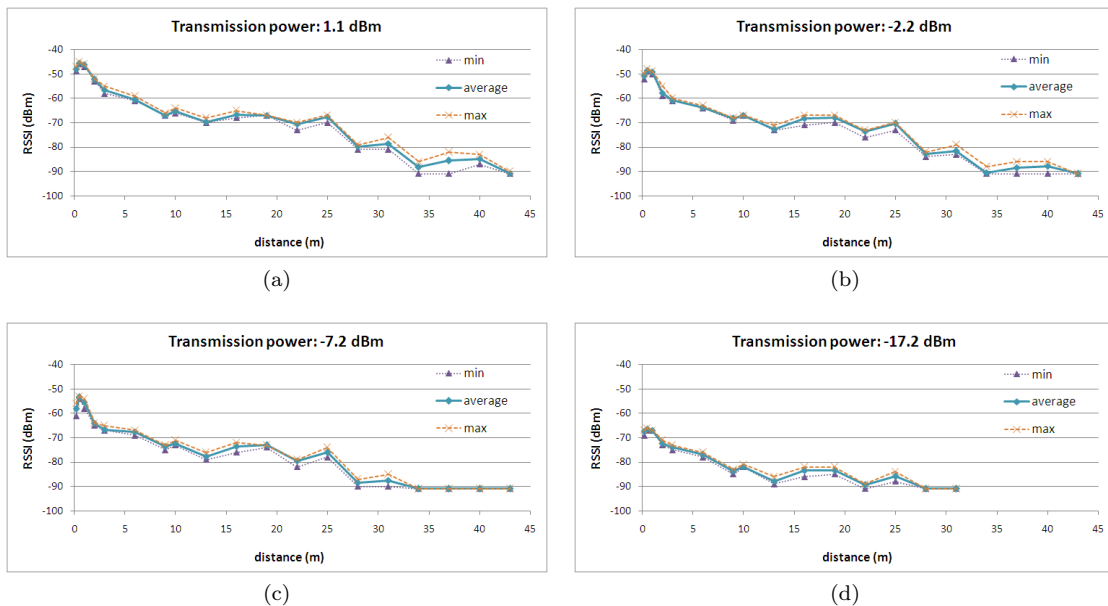 Transmission power: 1.1 dBm
-40
-50
-60
-70
-80
-90
-100
RSSI (dBm)
min
average
max
0 5 10 15 20 25 30 35 40 45
distance (m)
(a)
Transmission power: -2.2 dBm
-40
-50
-60
-70
-80
-90
-100
RSSI (dBm)
min
average
max
0 5 10 15 20 25 30 35 40 45
distance (m)
(b)
Transmission power: -7.2 dBm
-40
-50
-60
-70
-80
-90
-100
RSSI (dBm)
min
average
max
0 5 10 15 20 25 30 35 40 45
distance (m)
(c)
Transmission power: -17.2 dBm
-40
-50
-60
-70
-80
-90
-100
RSSI (dBm)
min
average
max
0 5 10 15 20 25 30 35 40 45
distance (m)
(d)